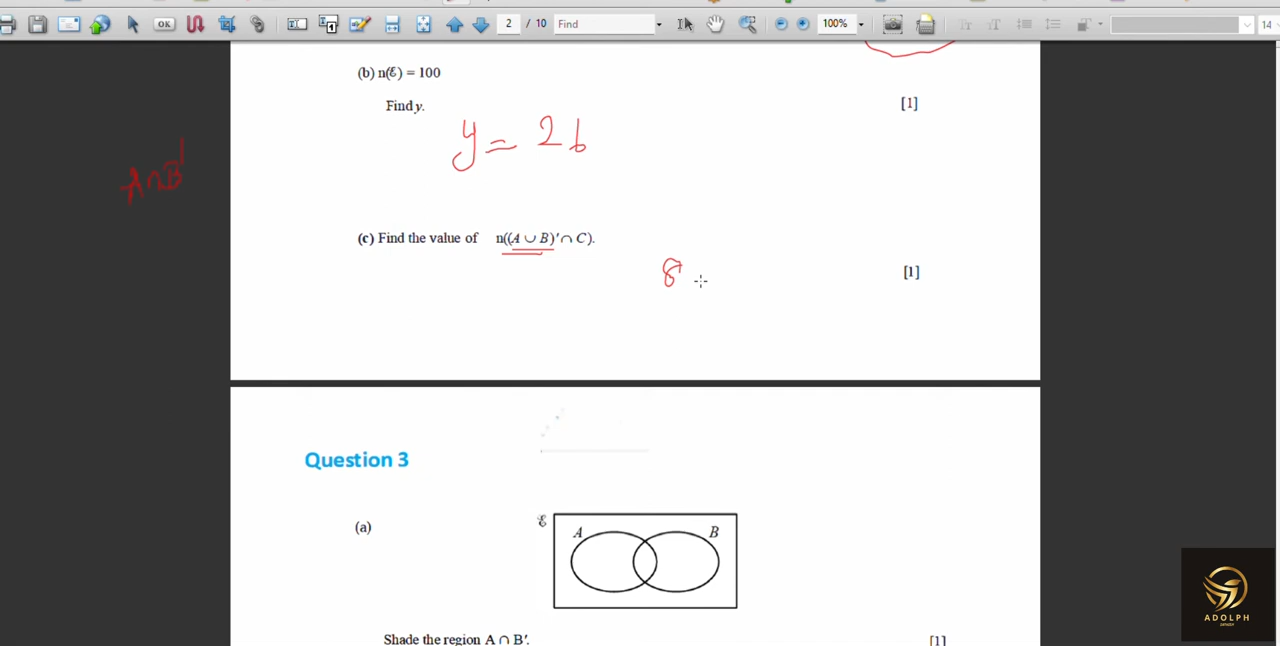 2 / 10 Find 100% 14
(b) n(ℰ) = 100
Find y.
[1]
y = 26
A∩B'
(c) Find the value of n((A ∪ B)′ ∩ C).
8
[1]
Question 3
(a)
ℰ
A B
Shade the region A ∩ B′.
[1]
ADOLPH